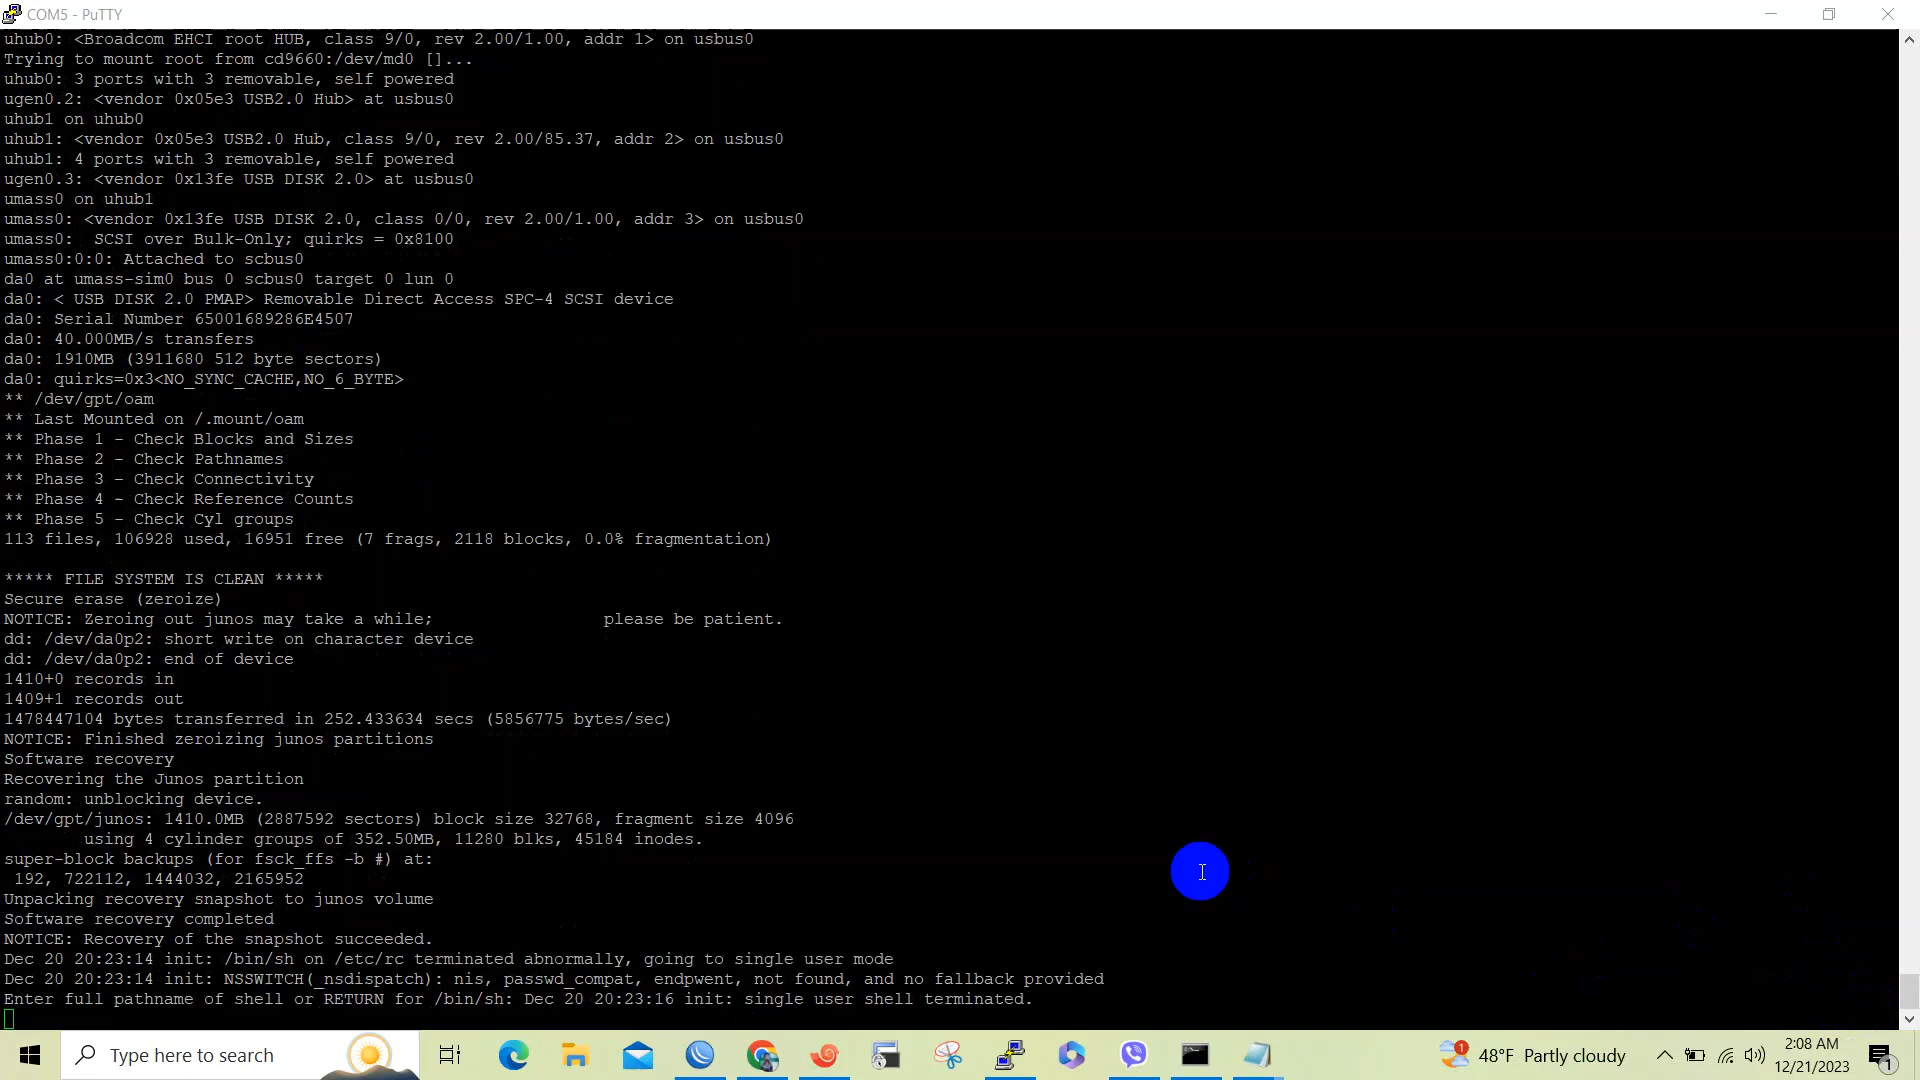 COM5 - PuTTY
uhub0: <Broadcom EHCI root HUB, class 9/0, rev 2.00/1.00, addr 1> on usbus0
Trying to mount root from cd9660:/dev/md0 []...
uhub0: 3 ports with 3 removable, self powered
ugen0.2: <vendor 0x05e3 USB2.0 Hub> at usbus0
uhub1 on uhub0
uhub1: <vendor 0x05e3 USB2.0 Hub, class 9/0, rev 2.00/85.37, addr 2> on usbus0
uhub1: 4 ports with 3 removable, self powered
ugen0.3: <vendor 0x13fe USB DISK 2.0> at usbus0
umass0 on uhub1
umass0: <vendor 0x13fe USB DISK 2.0, class 0/0, rev 2.00/1.00, addr 3> on usbus0
umass0:  SCSI over Bulk-Only; quirks = 0x8100
umass0:0:0: Attached to scbus0
da0 at umass-sim0 bus 0 scbus0 target 0 lun 0
da0: < USB DISK 2.0 PMAP> Removable Direct Access SPC-4 SCSI device
da0: Serial Number 65001689286E4507
da0: 40.000MB/s transfers
da0: 1910MB (3911680 512 byte sectors)
da0: quirks=0x3<NO_SYNC_CACHE,NO_6_BYTE>
** /dev/gpt/oam
** Last Mounted on /.mount/oam
** Phase 1 - Check Blocks and Sizes
** Phase 2 - Check Pathnames
** Phase 3 - Check Connectivity
** Phase 4 - Check Reference Counts
** Phase 5 - Check Cyl groups
113 files, 106928 used, 16951 free (7 frags, 2118 blocks, 0.0% fragmentation)
***** FILE SYSTEM IS CLEAN *****
Secure erase (zeroize)
NOTICE: Zeroing out junos may take a while;                 please be patient.
dd: /dev/da0p2: short write on character device
dd: /dev/da0p2: end of device
1410+0 records in
1409+1 records out
1478447104 bytes transferred in 252.433634 secs (5856775 bytes/sec)
NOTICE: Finished zeroizing junos partitions
Software recovery
Recovering the Junos partition
random: unblocking device.
/dev/gpt/junos: 1410.0MB (2887592 sectors) block size 32768, fragment size 4096
        using 4 cylinder groups of 352.50MB, 11280 blks, 45184 inodes.
super-block backups (for fsck_ffs -b #) at:
 192, 722112, 1444032, 2165952
Unpacking recovery snapshot to junos volume
Software recovery completed
NOTICE: Recovery of the snapshot succeeded.
Dec 20 20:23:14 init: /bin/sh on /etc/rc terminated abnormally, going to single user mode
Dec 20 20:23:14 init: NSSWITCH(_nsdispatch): nis, passwd_compat, endpwent, not found, and no fallback provided
Enter full pathname of shell or RETURN for /bin/sh: Dec 20 20:23:16 init: single user shell terminated.
Type here to search
1
48°F Partly cloudy
2:08 AM
12/21/2023
1